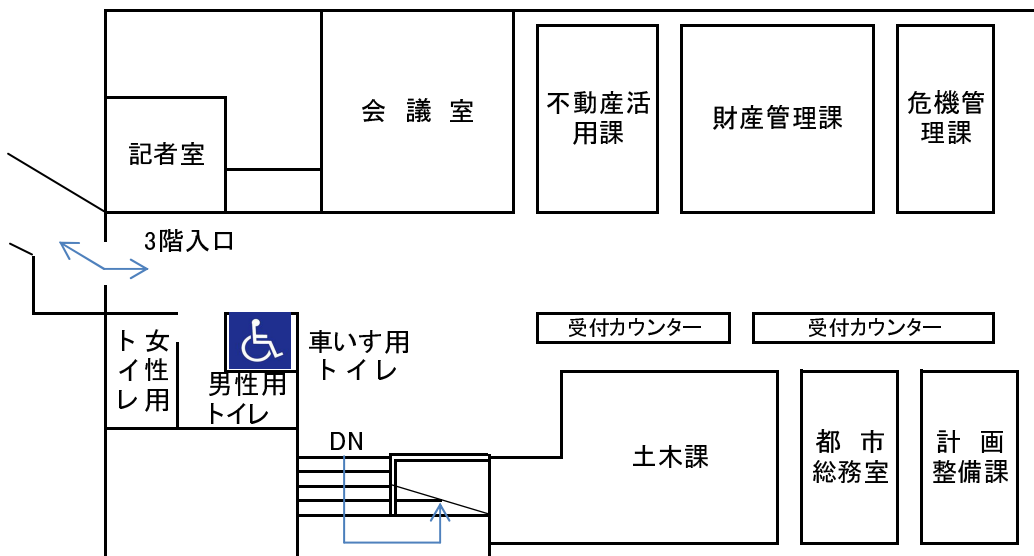 会議室
不動産活
用課
財産管理課
危機管
理課
記者室
3階入口
受付カウンター
受付カウンター
女性用
トイレ
車いす用
トイレ
男性用
トイレ
DN
土木課
都市
総務室
計画
整備課